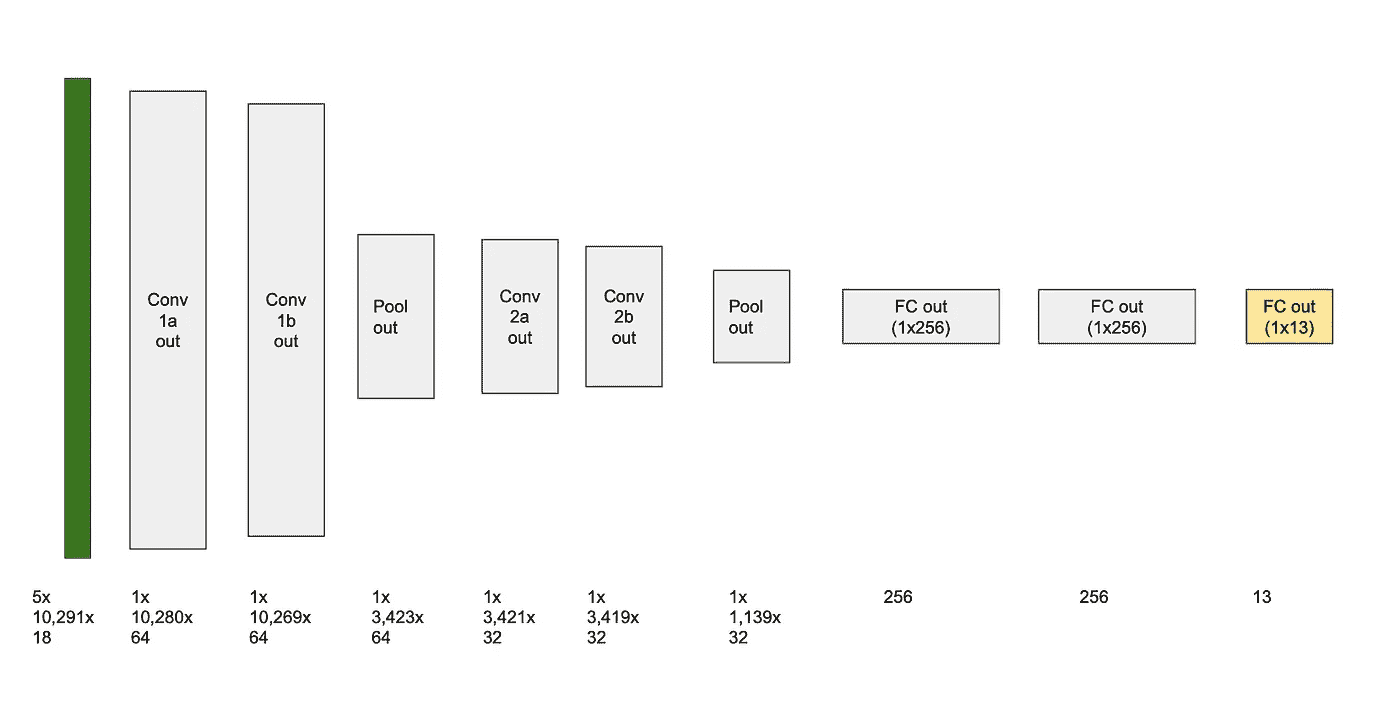 Conv
1a
out
Conv
1b
out
Pool
out
Conv
2a
out
Conv
2b
out
Pool
out
FC out
(1x256)
FC out
(1x256)
FC out
(1x13)
5x
10,291x
18
1x
10,280x
64
1x
10,269x
64
1x
3,423x
64
1x
3,421x
32
1x
3,419x
32
1x
1,139x
32
256
256
13